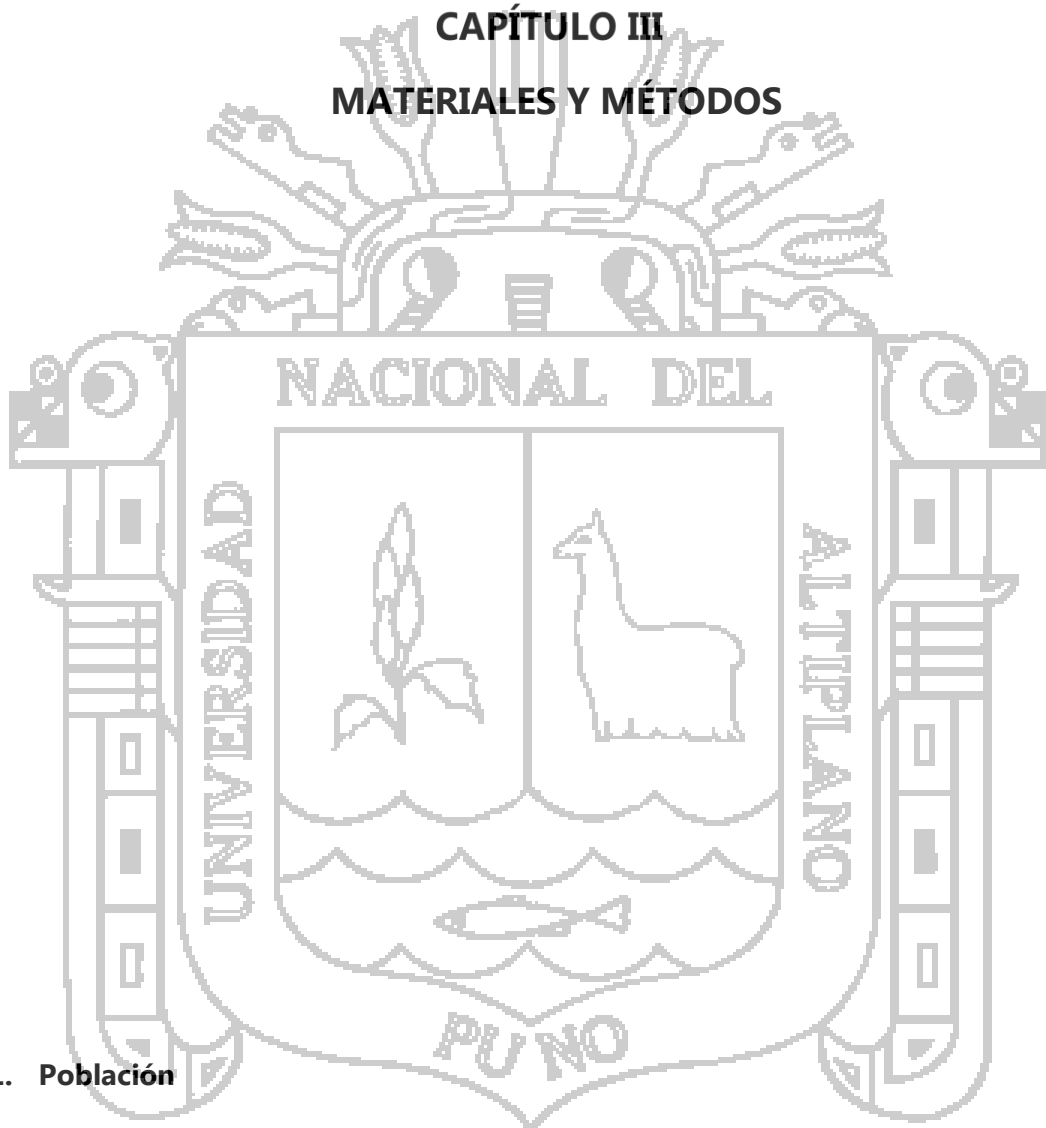 CAPÍTULO III
MATERIALES Y MÉTODOS
NACIONAL DEL
UNIVERSIDAD
ALTIPLANO
PUNO
. Población